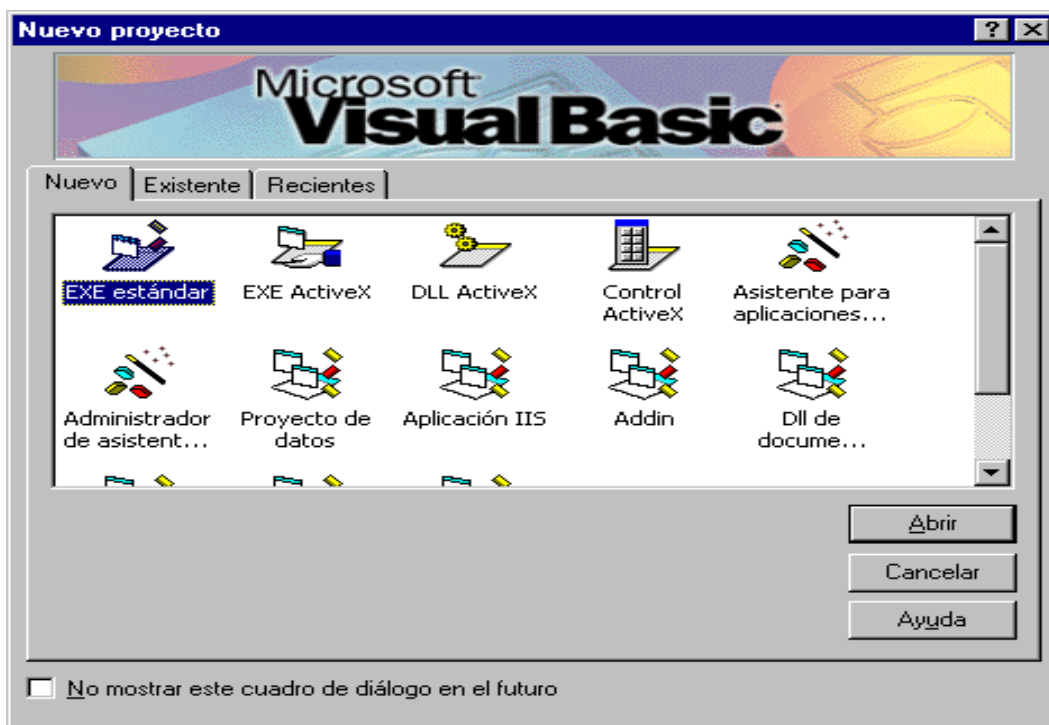 Nuevo proyecto
Microsoft
Visual Basic
Nuevo Existente Recientes
EXE estándar EXE ActiveX DLL ActiveX Control ActiveX Asistente para aplicaciones...
Administrador de asistent... Proyecto de datos Aplicación IIS Addin Dll de docume...
Abrir
Cancelar
Ayuda
No mostrar este cuadro de diálogo en el futuro